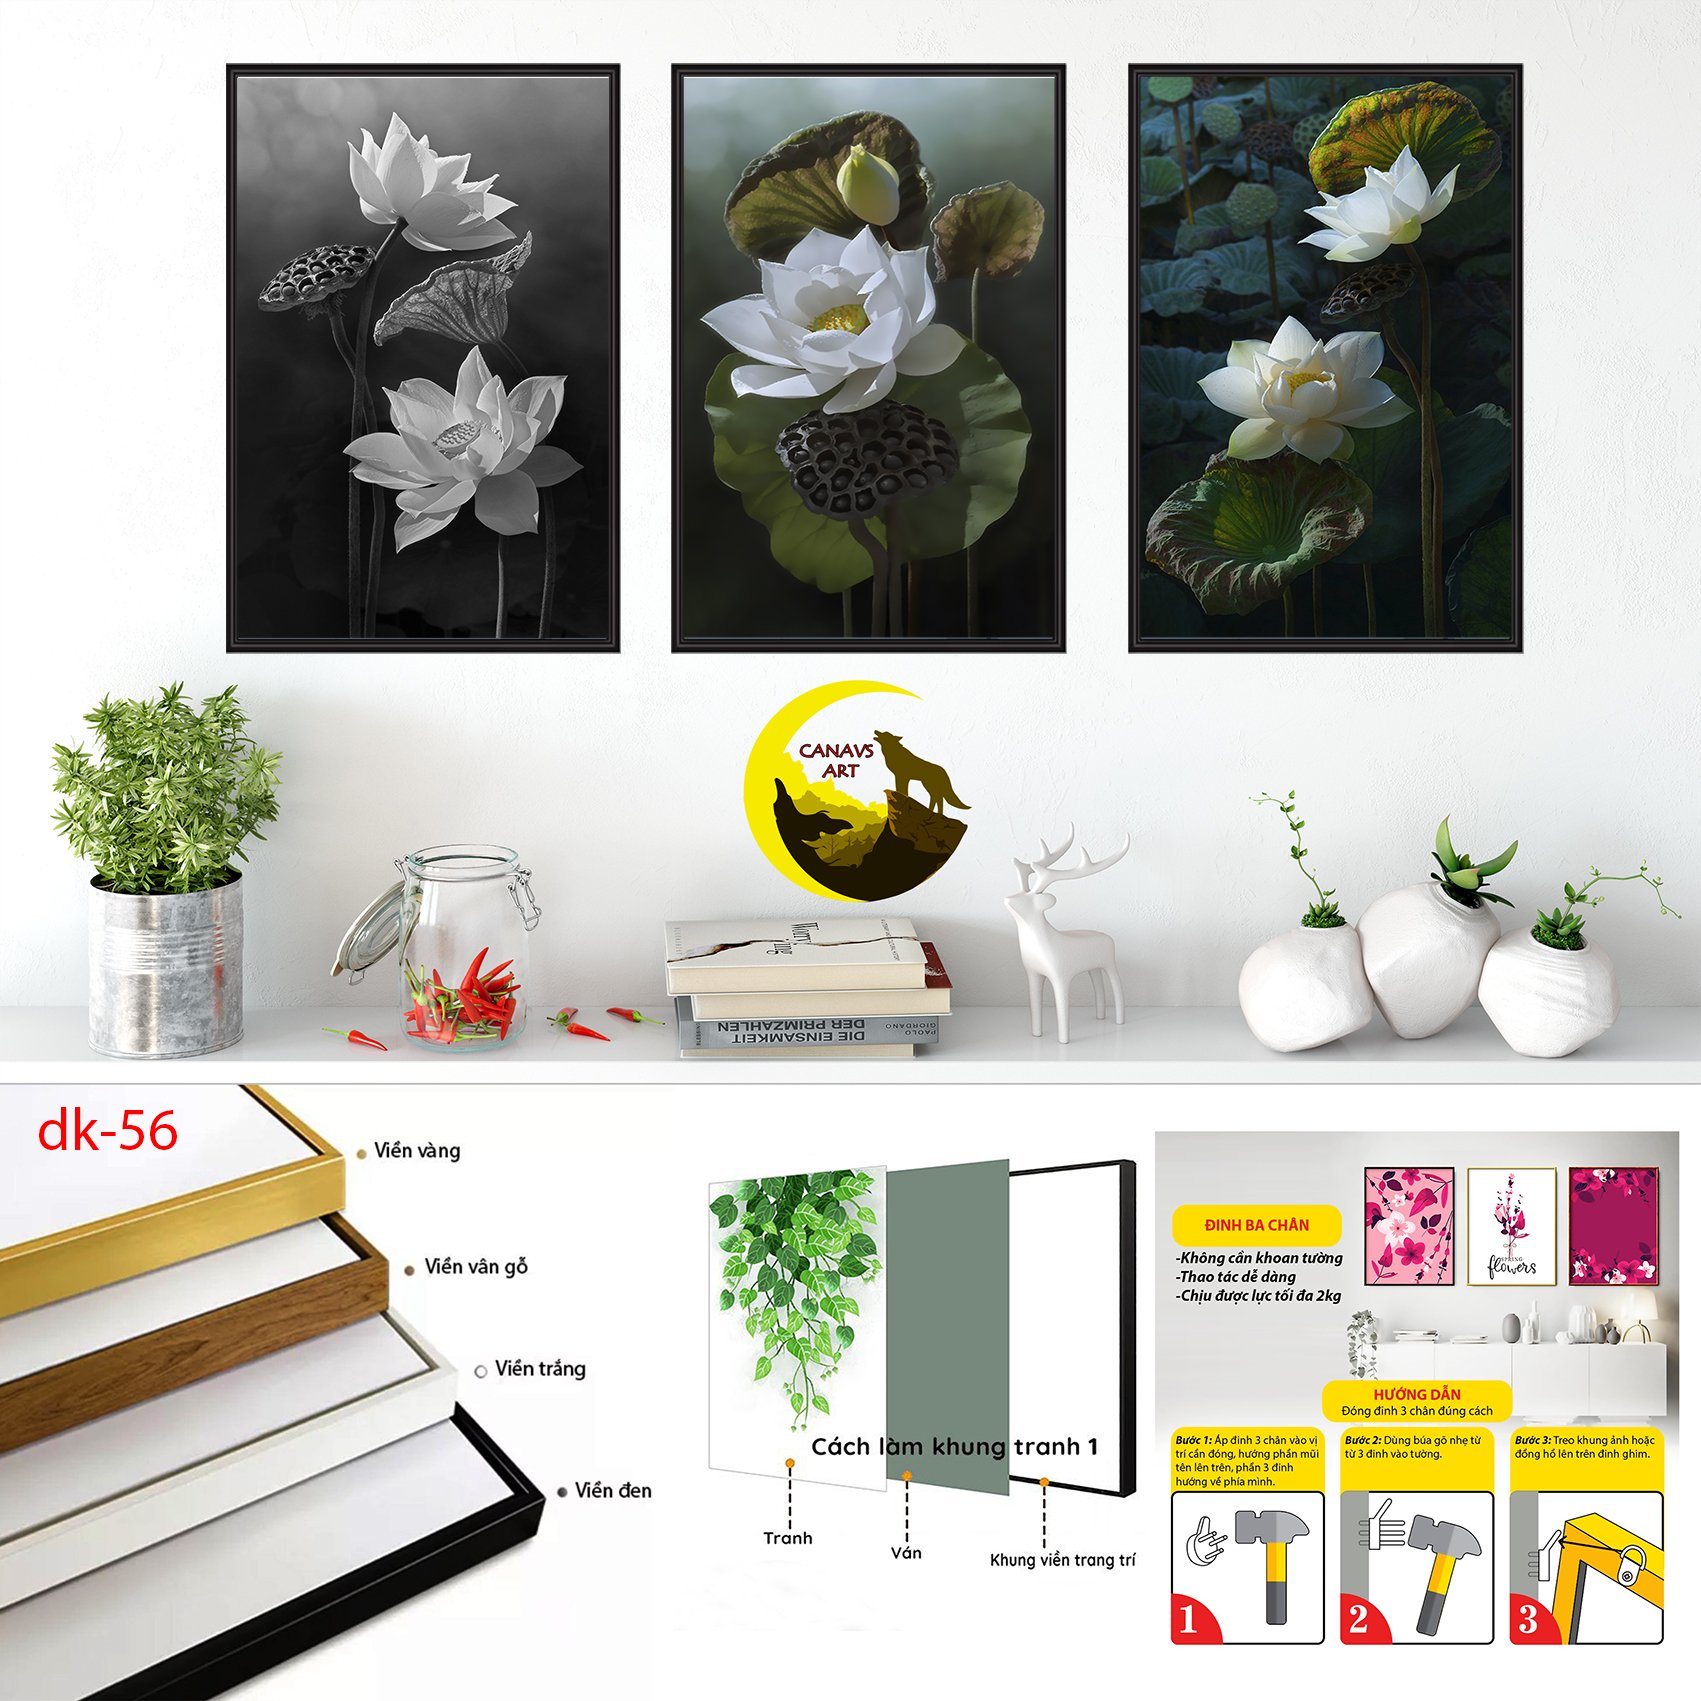 CANAVS
ART
Worrying
DIE EINSAMKEIT
DER PRIMZAHLEN
PAOLO
GIORDANO
dk-56
Viền vàng
Viền vân gỗ
Viền trắng
Viền đen
Cách làm khung tranh 1
Tranh
Ván
Khung viền trang trí
ĐINH BA CHÂN
-Không cần khoan tường
-Thao tác dễ dàng
-Chịu được lực tối đa 2kg
SPRING
flowers
HƯỚNG DẪN
Đóng đinh 3 chân đúng cách
Bước 1: Áp đinh 3 chân vào vị
trí cần đóng, hướng phần mũi
tên lên trên, phần 3 đinh
hướng về phía mình.
Bước 2: Dùng búa gõ nhẹ từ
từ 3 đinh vào tường.
Bước 3: Treo khung ảnh hoặc
đồng hồ lên trên đinh ghim.
1
2
3